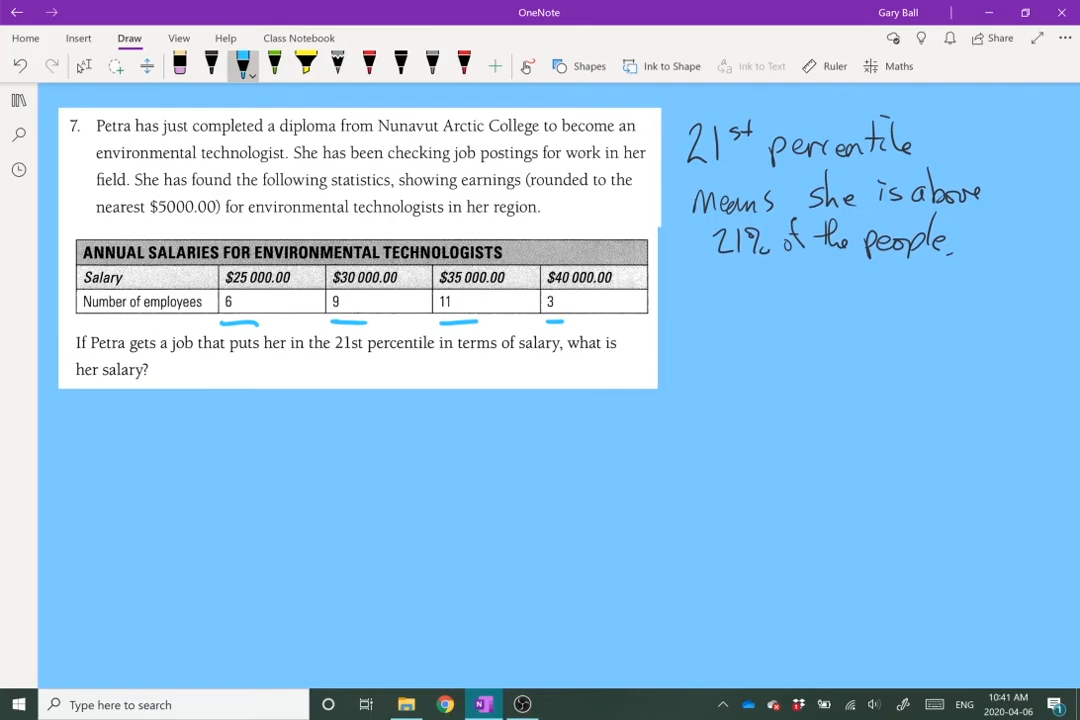 OneNote
Gary Ball
Home Insert Draw View Help Class Notebook
Share
Shapes Ink to Shape Ink to Text Ruler Maths
7. Petra has just completed a diploma from Nunavut Arctic College to become an
environmental technologist. She has been checking job postings for work in her
field. She has found the following statistics, showing earnings (rounded to the
nearest $5000.00) for environmental technologists in her region.
ANNUAL SALARIES FOR ENVIRONMENTAL TECHNOLOGISTS
Salary $25 000.00 $30 000.00 $35 000.00 $40 000.00
Number of employees 6 9 11 3
If Petra gets a job that puts her in the 21st percentile in terms of salary, what is
her salary?
21st percentile
means she is above
21% of the people.
Type here to search
ENG
10:41 AM
2020-04-06
1